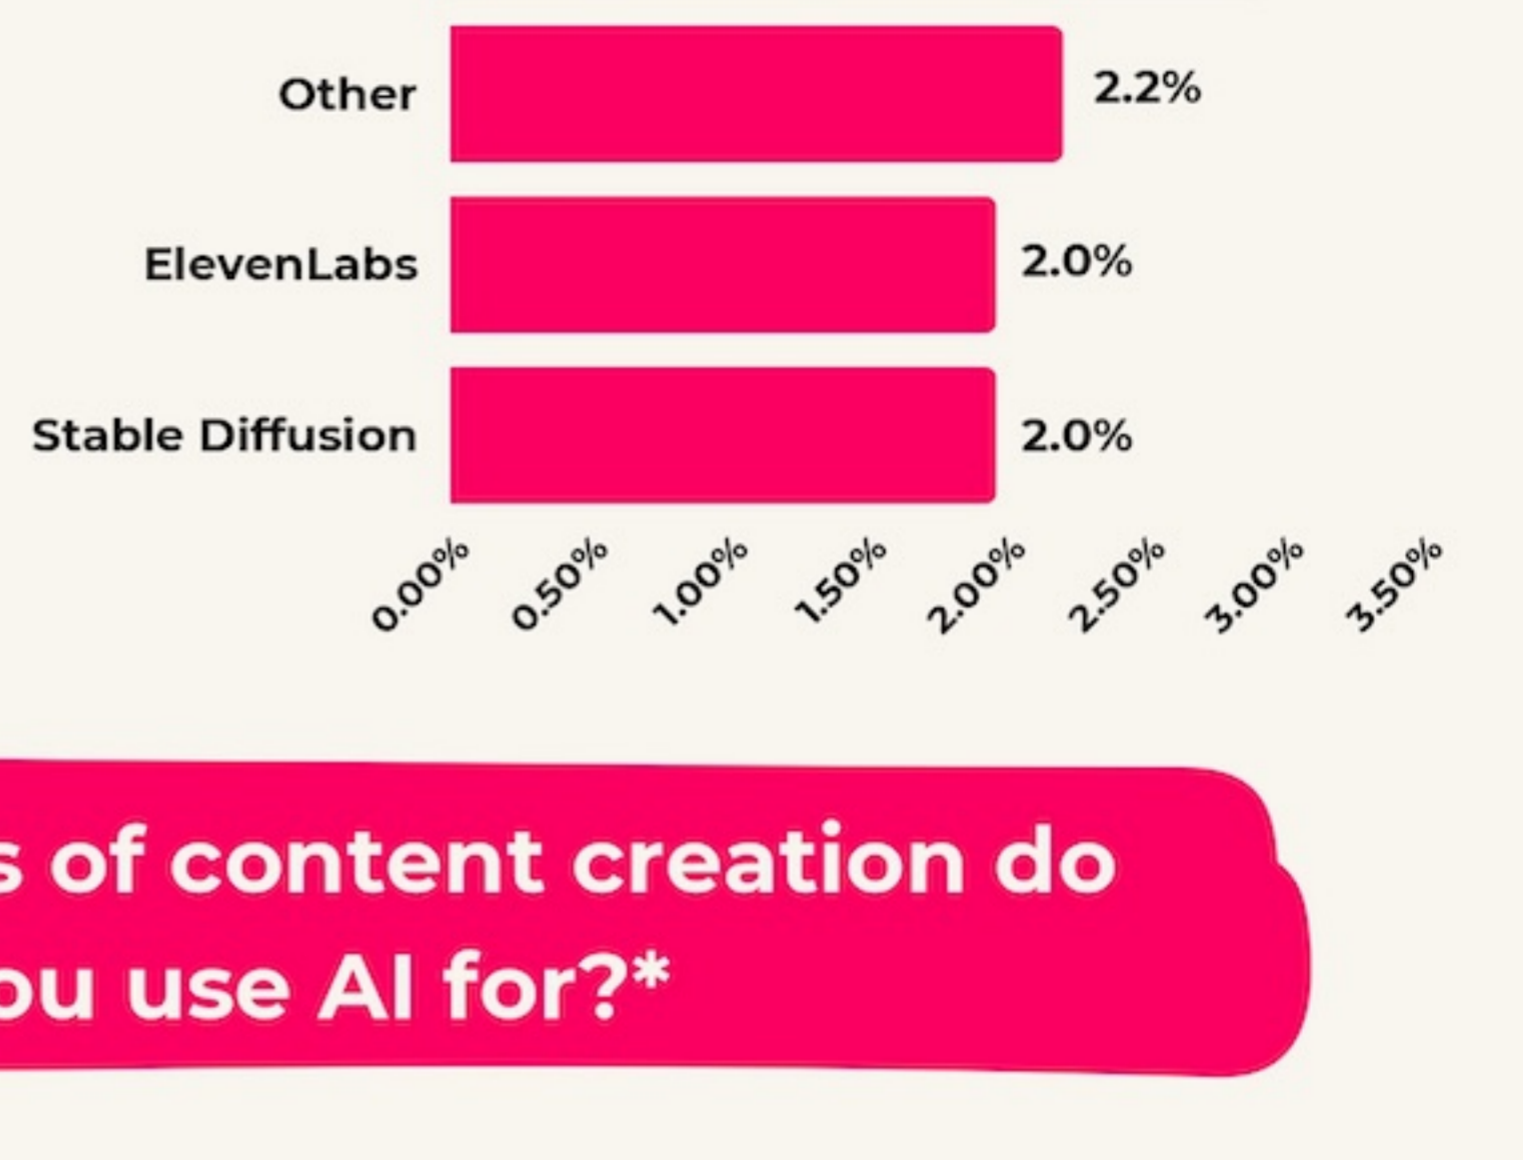 Other 2.2%
ElevenLabs 2.0%
Stable Diffusion 2.0%
0.00% 0.50% 1.00% 1.50% 2.00% 2.50% 3.00% 3.50%
of content creation do
use AI for?*